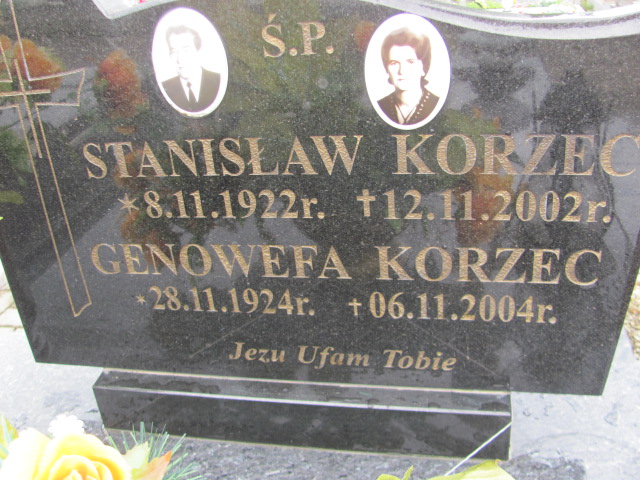 Ś.P.
STANISŁAW KORZEC
*8.11.1922r. †12.11.2002r.
GENOWEFA KORZEC
*28.11.1924r. †06.11.2004r.
Jezu Ufam Tobie